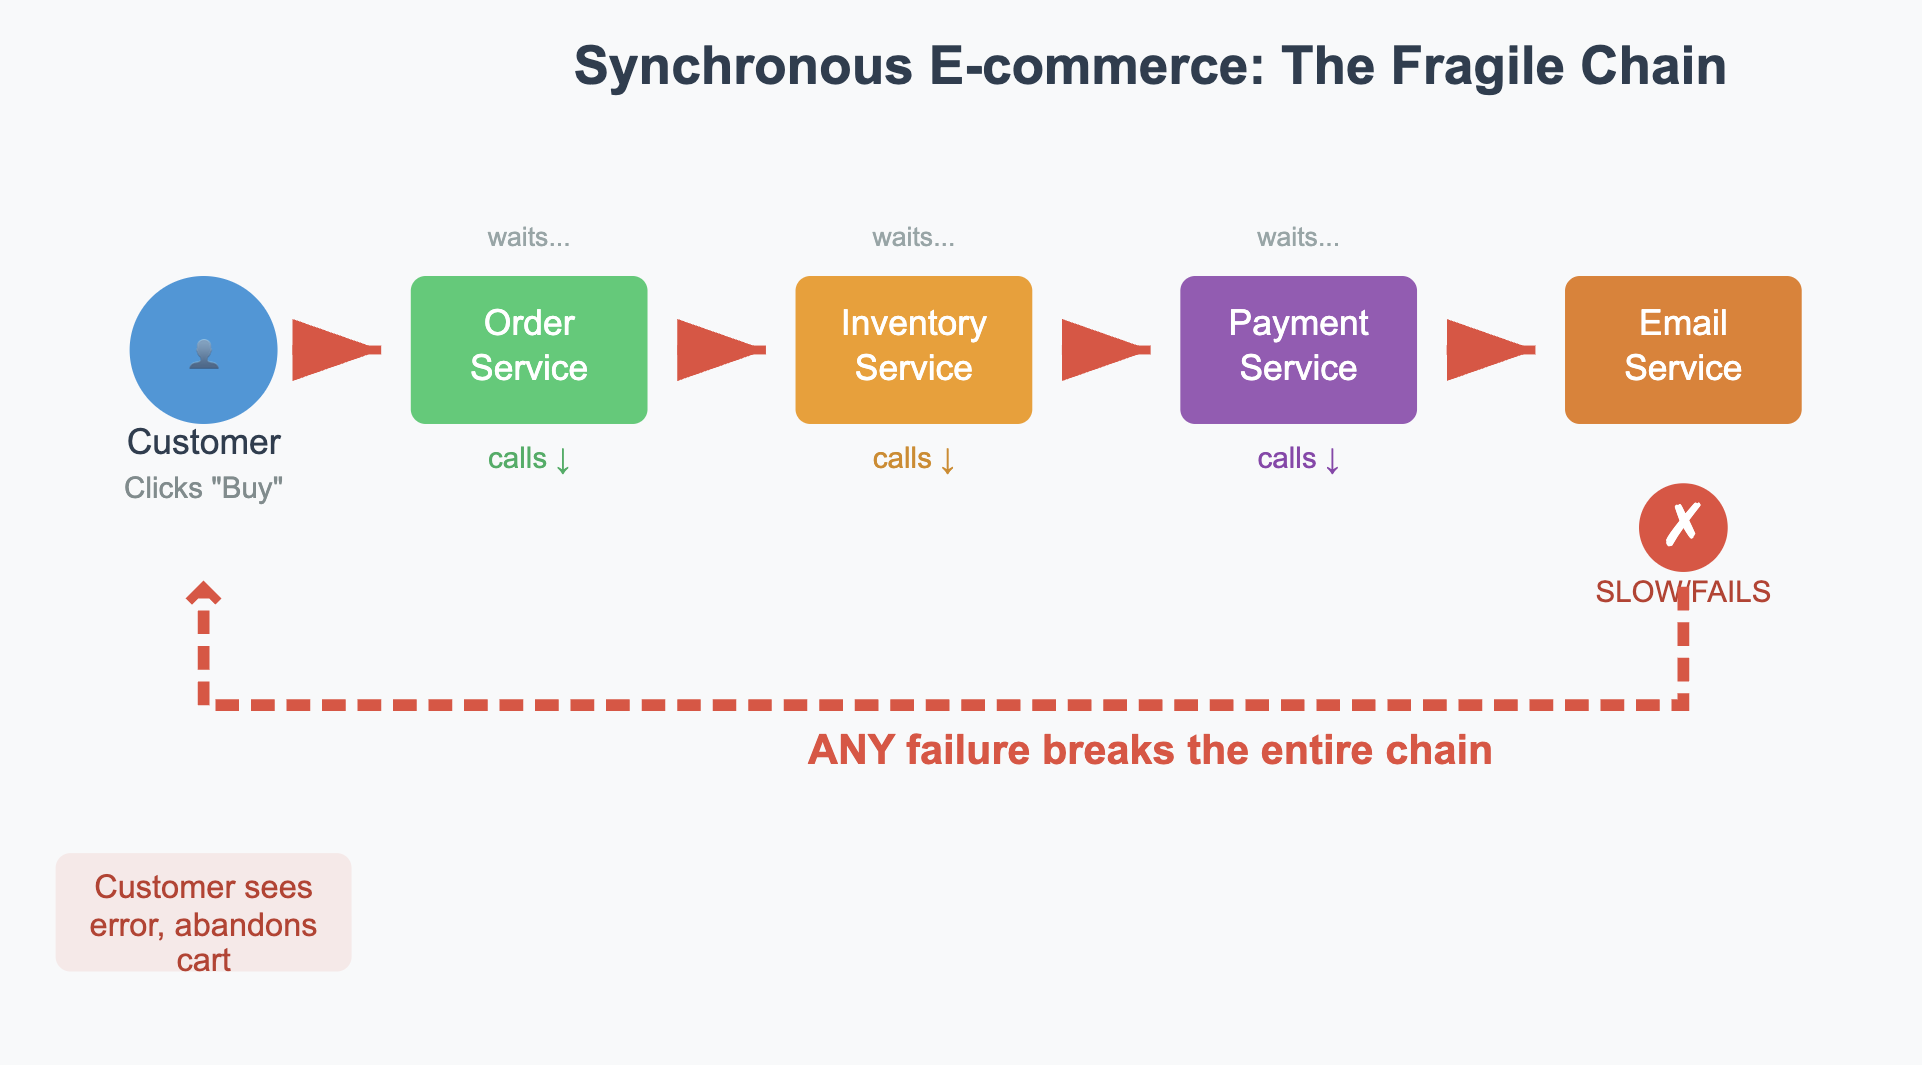 Synchronous E-commerce: The Fragile Chain
waits...
waits...
waits...
Order
Service
Inventory
Service
Payment
Service
Email
Service
Customer
Clicks "Buy"
calls ↓
calls ↓
calls ↓
✗
SLOW/FAILS
ANY failure breaks the entire chain
Customer sees
error, abandons
cart